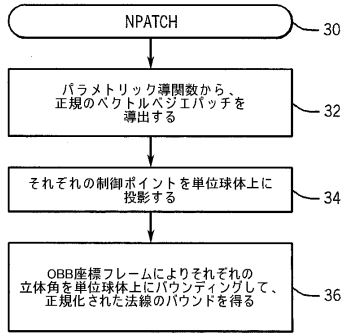 NPATCH
30
パラメトリック導関数から、
正規のベクトルベジエパッチを
導出する
32
それぞれの制御ポイントを単位球体上に
投影する
34
OBB座標フレームによりそれぞれの
立体角を単位球体上にバウンディングして、
正規化された法線のバウンドを得る
36